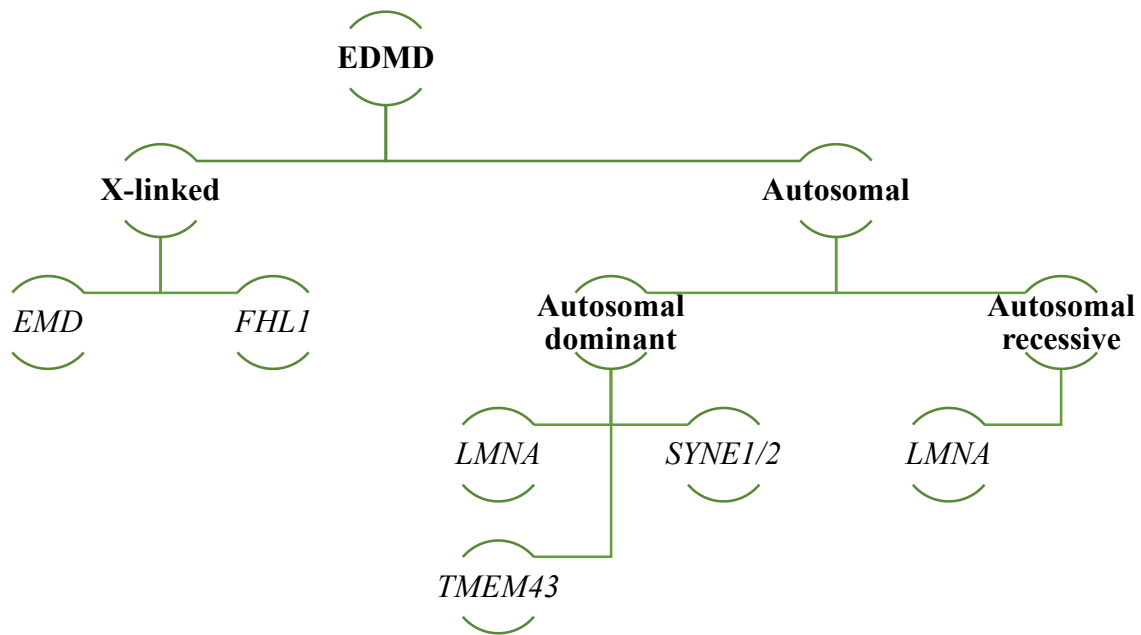 EDMD
X-linked
Autosomal
EMD
FHL1
Autosomal
dominant
Autosomal
recessive
LMNA
SYNE1/2
LMNA
TMEM43